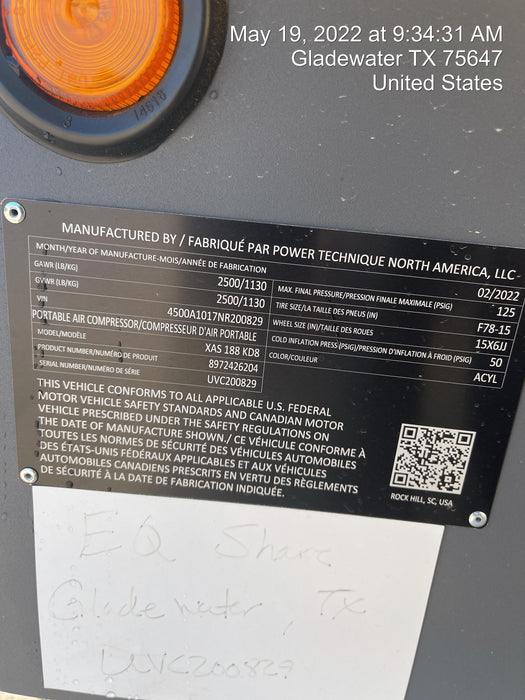 May 19, 2022 at 9:34:31 AM
Gladewater TX 75647
United States
MANUFACTURED BY / FABRIQUÉ PAR POWER TECHNIQUE NORTH AMERICA, LLC
MONTH/YEAR OF MANUFACTURE-MOIS/ANNÉE DE FABRICATION 02/2022
GAWR (LB/KG) 2500/1130
GVWR (LB/KG) 2500/1130
VIN 4500A1017NR200829
PORTABLE AIR COMPRESSOR/COMPRESSEUR D'AIR PORTABLE
MODEL/MODÈLE XAS 188 KD8
PRODUCT NUMBER/NUMÉRO DE PRODUIT 8972426204
SERIAL NUMBER/NUMÉRO DE SÉRIE UVC200829
MAX. FINAL PRESSURE/PRESSION FINALE MAXIMALE (PSIG) 125
TIRE SIZE/LA TAILLE DES PNEUS (IN) F78-15
WHEEL SIZE (IN)/TAILLE DES ROUES 15X6JJ
COLD INFLATION PRESS (PSIG)/PRESSION D'INFLATION À FROID (PSIG) 50
COLOR/COULEUR ACYL
THIS VEHICLE CONFORMS TO ALL APPLICABLE U.S. FEDERAL
MOTOR VEHICLE SAFETY STANDARDS AND CANADIAN MOTOR
VEHICLE PRESCRIBED UNDER THE SAFETY REGULATIONS ON
THE DATE OF MANUFACTURE SHOWN./ CE VÉHICULE CONFORME À
TOUTES LES NORMES DE SÉCURITÉ DES VÉHICULES AUTOMOBILES
DES ÉTATS-UNIS FÉDÉRAUX APPLICABLES ET AUX VÉHICULES
AUTOMOBILES CANADIENS PRESCRITS EN VERTU DES RÈGLEMENTS
DE SÉCURITÉ À LA DATE DE FABRICATION INDIQUÉE.
ROCK HILL, SC, USA
EQ Share
Gladewater, TX
UVC200829